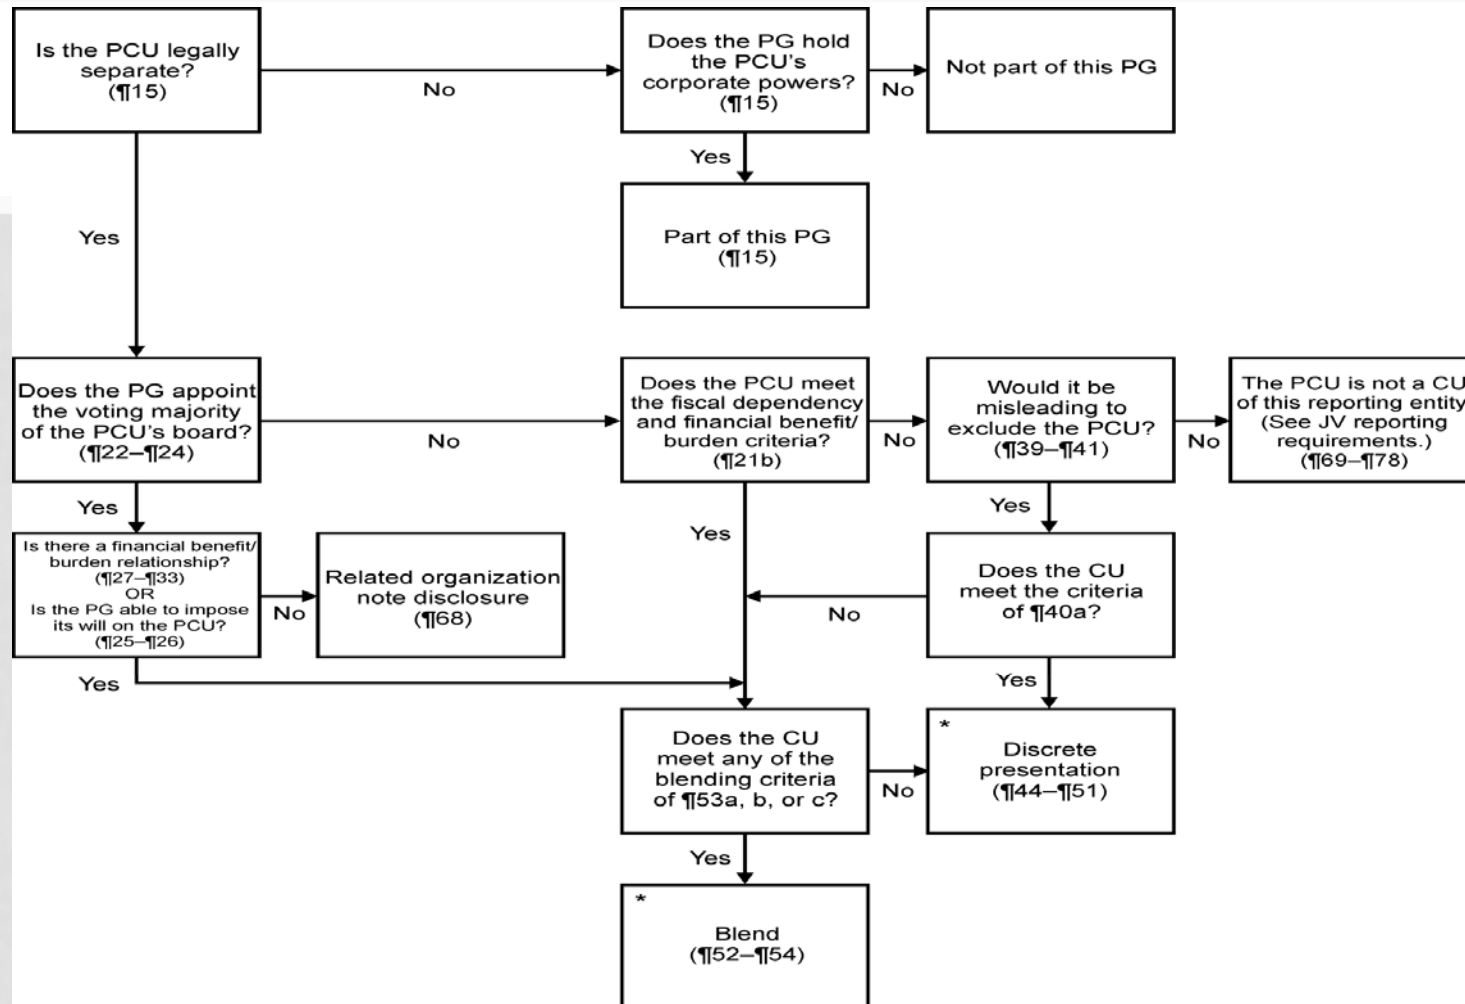 Is the PCU legally
separate?
(¶15)
No
Does the PG hold
the PCU's
corporate powers?
(¶15)
No
Not part of this PG
Yes
Part of this PG
(¶15)
Yes
Does the PG appoint
the voting majority
of the PCU's board?
(¶22–¶24)
No
Does the PCU meet
the fiscal dependency
and financial benefit/
burden criteria?
(¶21b)
No
Would it be
misleading to
exclude the PCU?
(¶39–¶41)
No
The PCU is not a CU
of this reporting entity.
(See JV reporting
requirements.)
(¶69–¶78)
Yes
Is there a financial benefit/
burden relationship?
(¶27–¶33)
OR
Is the PG able to impose
its will on the PCU?
(¶25–¶26)
No
Related organization
note disclosure
(¶68)
Yes
Yes
Does the CU
meet the criteria
of ¶40a?
No
Yes
Yes
Does the CU
meet any of the
blending criteria
of ¶53a, b, or c?
No
*
Discrete
presentation
(¶44–¶51)
Yes
*
Blend
(¶52–¶54)